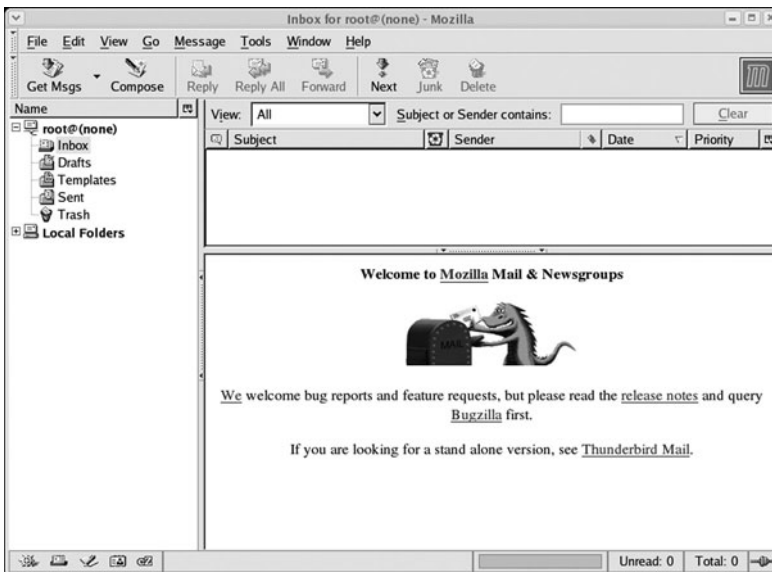 Inbox for root@(none) - Mozilla
File Edit View Go Message Tools Window Help
Get Msgs Compose Reply Reply All Forward Next Junk Delete
Name
root@(none)
Inbox
Drafts
Templates
Sent
Trash
Local Folders
View: All Subject or Sender contains: Clear
Subject Sender Date Priority
Welcome to Mozilla Mail & Newsgroups
MAIL
We welcome bug reports and feature requests, but please read the release notes and query
Bugzilla first.
If you are looking for a stand alone version, see Thunderbird Mail.
Unread: 0 Total: 0